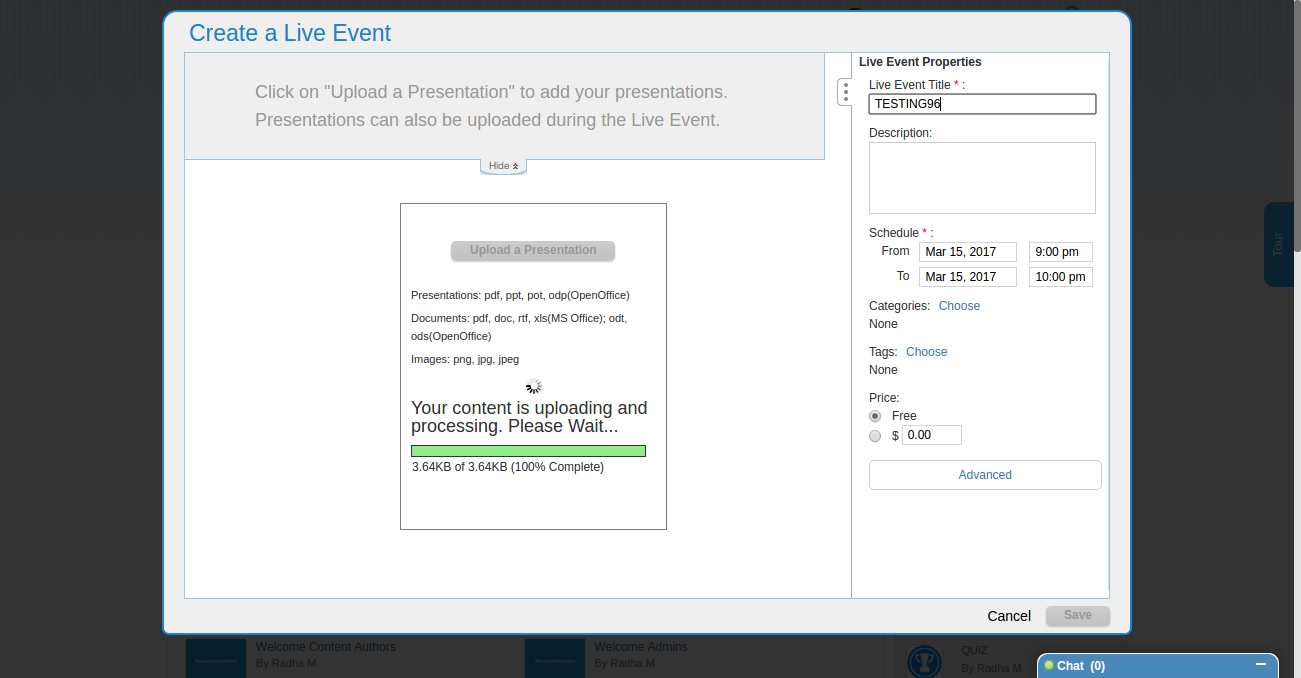 Create a Live Event
Click on "Upload a Presentation" to add your presentations.
Presentations can also be uploaded during the Live Event.
Hide
Upload a Presentation
Presentations: pdf, ppt, pot, odp(OpenOffice)
Documents: pdf, doc, rtf, xls(MS Office); odt,
ods(OpenOffice)
Images: png, jpg, jpeg
Your content is uploading and
processing. Please Wait...
3.64KB of 3.64KB (100% Complete)
Live Event Properties
Live Event Title * :
TESTING96
Description:
Schedule * :
From Mar 15, 2017 9:00 pm
To Mar 15, 2017 10:00 pm
Categories: Choose
None
Tags: Choose
None
Price:
Free
$ 0.00
Advanced
Cancel Save
Tour
Welcome Content Authors
By Radha M
Welcome Admins
By Radha M
QUIZ
By Radha M
Chat (0)